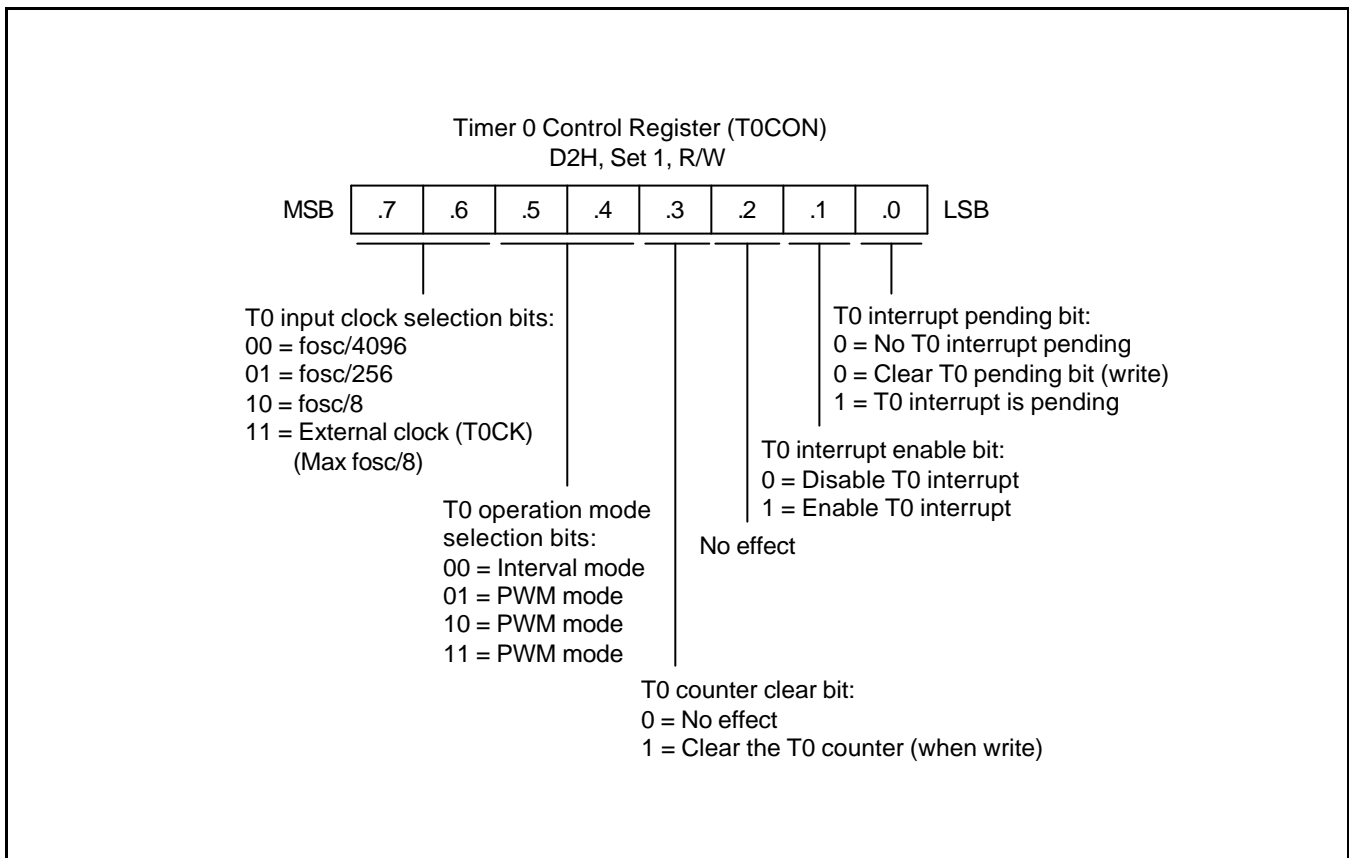 Timer 0 Control Register (T0CON)
D2H, Set 1, R/W
MSB .7 .6 .5 .4 .3 .2 .1 .0 LSB
T0 input clock selection bits:
00 = fosc/4096
01 = fosc/256
10 = fosc/8
11 = External clock (T0CK)
(Max fosc/8)
T0 interrupt pending bit:
0 = No T0 interrupt pending
0 = Clear T0 pending bit (write)
1 = T0 interrupt is pending
T0 interrupt enable bit:
0 = Disable T0 interrupt
1 = Enable T0 interrupt
T0 operation mode
selection bits:
00 = Interval mode
01 = PWM mode
10 = PWM mode
11 = PWM mode
No effect
T0 counter clear bit:
0 = No effect
1 = Clear the T0 counter (when write)